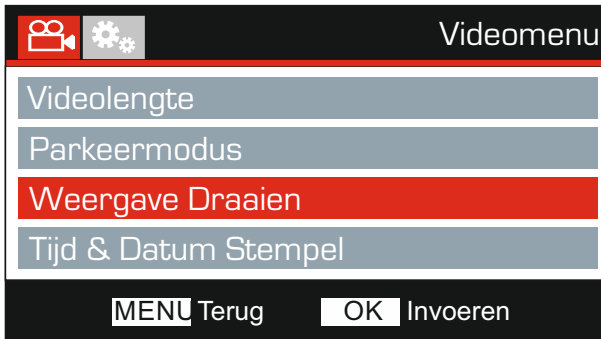 Videomenu
Videolengte
Parkeermodus
Weergave Draaien
Tijd & Datum Stempel
MENU Terug OK Invoeren